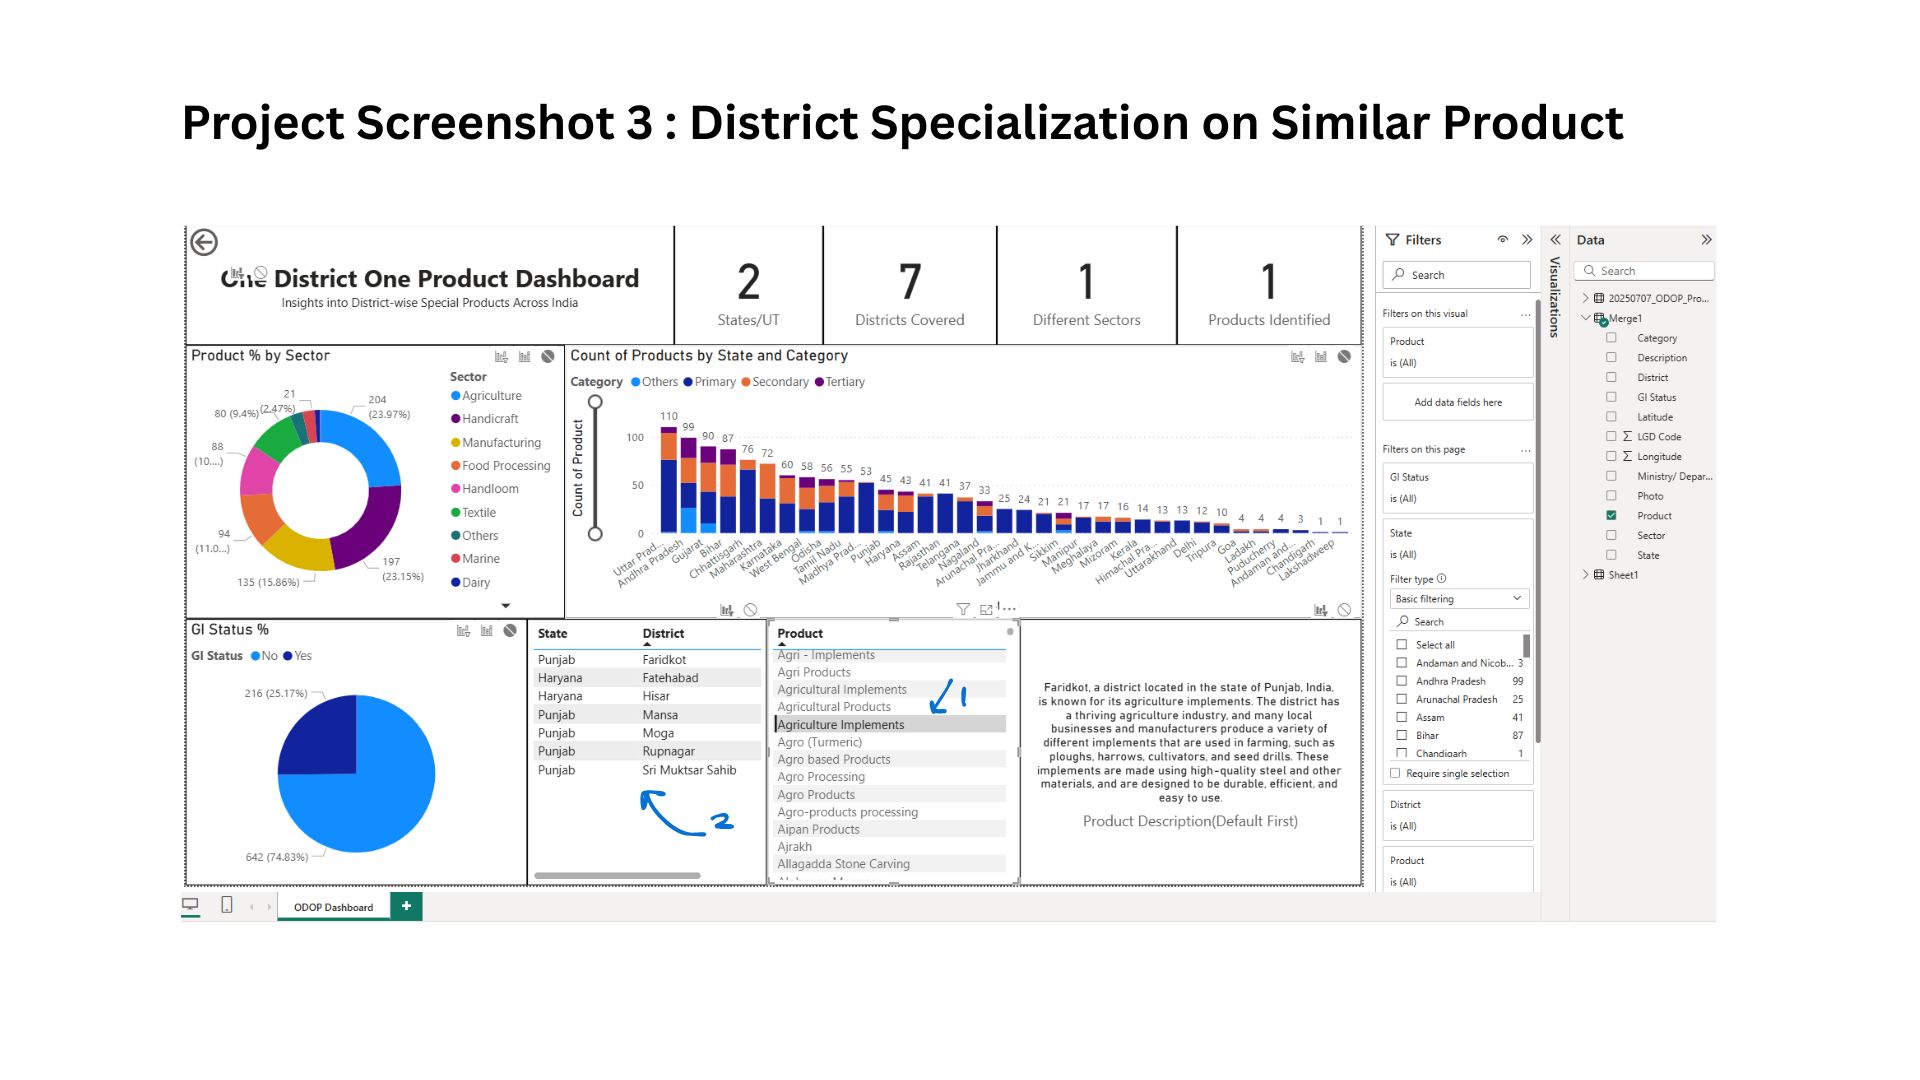 Project Screenshot 3 : District Specialization on Similar Product
One District One Product Dashboard
Insights into District-wise Special Products Across India
2
States/UT
7
Districts Covered
1
Different Sectors
1
Products Identified
Product % by Sector
21
(2.47%)
204
(23.97%)
80 (9.4%)
88
(10....)
94
(11.0...)
135 (15.86%)
197
(23.15%)
Sector
Agriculture
Handicraft
Manufacturing
Food Processing
Handloom
Textile
Others
Marine
Dairy
Count of Products by State and Category
Category Others Primary Secondary Tertiary
Count of Product
100
50
0
110 99 90 87 76 72 60 58 56 55 53 45 43 41 41 37 33 25 24 21 21 17 17 16 14 13 13 12 10 4 4 4 3 1 1
Uttar Prad...
Andhra Pradesh
Gujarat
Bihar
Chhattisgarh
Maharashtra
Karnataka
West Bengal
Odisha
Tamil Nadu
Madhya Prad...
Punjab
Haryana
Assam
Rajasthan
Telangana
Nagaland
Arunachal Pra...
Jharkhand
Jammu and K...
Sikkim
Manipur
Meghalaya
Mizoram
Kerala
Himachal Pra...
Uttarakhand
Delhi
Tripura
Goa
Ladakh
Puducherry
Andaman and...
Chandigarh
Lakshadweep
GI Status %
GI Status No Yes
216 (25.17%)
642 (74.83%)
State District
Punjab Faridkot
Haryana Fatehabad
Haryana Hisar
Punjab Mansa
Punjab Moga
Punjab Rupnagar
Punjab Sri Muktsar Sahib
2
Product
Agri - Implements
Agri Products
Agricultural Implements
Agricultural Products
Agriculture Implements
Agro (Turmeric)
Agro based Products
Agro Processing
Agro Products
Agro-products processing
Aipan Products
Ajrakh
Allagadda Stone Carving
1
Faridkot, a district located in the state of Punjab, India,
is known for its agriculture implements. The district has
a thriving agriculture industry, and many local
businesses and manufacturers produce a variety of
different implements that are used in farming, such as
ploughs, harrows, cultivators, and seed drills. These
implements are made using high-quality steel and other
materials, and are designed to be durable, efficient, and
easy to use.
Product Description(Default First)
ODOP Dashboard
Filters
Search
Filters on this visual
Product
is (All)
Add data fields here
Filters on this page
GI Status
is (All)
State
is (All)
Filter type
Basic filtering
Search
Select all
Andaman and Nicob... 3
Andhra Pradesh 99
Arunachal Pradesh 25
Assam 41
Bihar 87
Chandigarh 1
Require single selection
District
is (All)
Product
is (All)
Visualizations
Data
Search
20250707_ODOP_Pro...
Merge1
Category
Description
District
GI Status
Latitude
LGD Code
Longitude
Ministry/ Depar...
Photo
Product
Sector
State
Sheet1